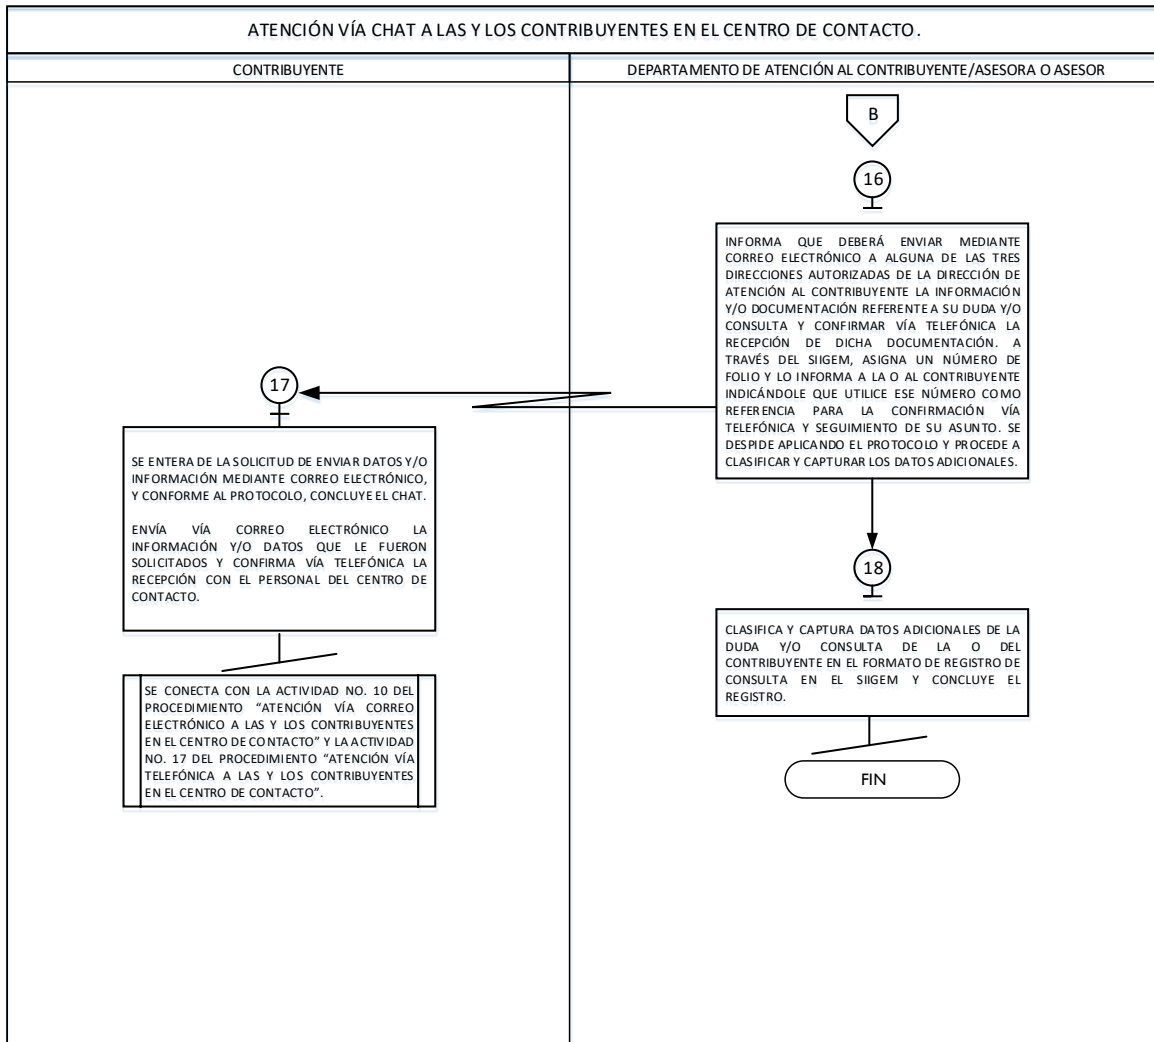 ATENCIÓN VÍA CHAT A LAS Y LOS CONTRIBUYENTES EN EL CENTRO DE CONTACTO.
CONTRIBUYENTE
DEPARTAMENTO DE ATENCIÓN AL CONTRIBUYENTE/ASESORA O ASESOR
B
16
INFORMA QUE DEBERÁ ENVIAR MEDIANTE
CORREO ELECTRÓNICO A ALGUNA DE LAS TRES
DIRECCIONES AUTORIZADAS DE LA DIRECCIÓN DE
ATENCIÓN AL CONTRIBUYENTE LA INFORMACIÓN
Y/O DOCUMENTACIÓN REFERENTE A SU DUDA Y/O
CONSULTA Y CONFIRMAR VÍA TELEFÓNICA LA
RECEPCIÓN DE DICHA DOCUMENTACIÓN. A
TRAVÉS DEL SIIGEM, ASIGNA UN NÚMERO DE
FOLIO Y LO INFORMA A LA O AL CONTRIBUYENTE
INDICÁNDOLE QUE UTILICE ESE NÚMERO COMO
REFERENCIA PARA LA CONFIRMACIÓN VÍA
TELEFÓNICA Y SEGUIMIENTO DE SU ASUNTO. SE
DESPIDE APLICANDO EL PROTOCOLO Y PROCEDE A
CLASIFICAR Y CAPTURAR LOS DATOS ADICIONALES.
17
SE ENTERA DE LA SOLICITUD DE ENVIAR DATOS Y/O
INFORMACIÓN MEDIANTE CORREO ELECTRÓNICO,
Y CONFORME AL PROTOCOLO, CONCLUYE EL CHAT.
ENVÍA VÍA CORREO ELECTRÓNICO LA
INFORMACIÓN Y/O DATOS QUE LE FUERON
SOLICITADOS Y CONFIRMA VÍA TELEFÓNICA LA
RECEPCIÓN CON EL PERSONAL DEL CENTRO DE
CONTACTO.
SE CONECTA CON LA ACTIVIDAD NO. 10 DEL
PROCEDIMIENTO “ATENCIÓN VÍA CORREO
ELECTRÓNICO A LAS Y LOS CONTRIBUYENTES
EN EL CENTRO DE CONTACTO” Y LA ACTIVIDAD
NO. 17 DEL PROCEDIMIENTO “ATENCIÓN VÍA
TELEFÓNICA A LAS Y LOS CONTRIBUYENTES
EN EL CENTRO DE CONTACTO”.
18
CLASIFICA Y CAPTURA DATOS ADICIONALES DE LA
DUDA Y/O CONSULTA DE LA O DEL
CONTRIBUYENTE EN EL FORMATO DE REGISTRO DE
CONSULTA EN EL SIIGEM Y CONCLUYE EL
REGISTRO.
FIN